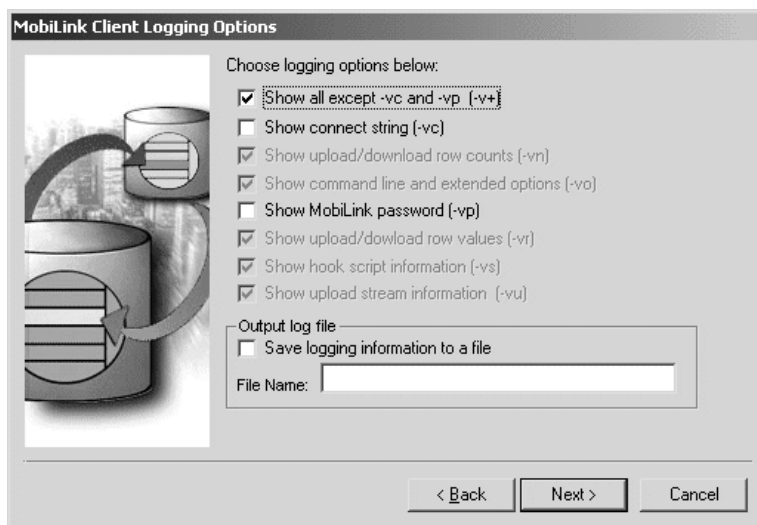 MobiLink Client Logging Options
Choose logging options below:
Show all except -vc and -vp (-v+)
Show connect string (-vc)
Show upload/download row counts (-vn)
Show command line and extended options (-vo)
Show MobiLink password (-vp)
Show upload/dowload row values (-vr)
Show hook script information (-vs)
Show upload stream information (-vu)
Output log file
Save logging information to a file
File Name:
< Back Next > Cancel